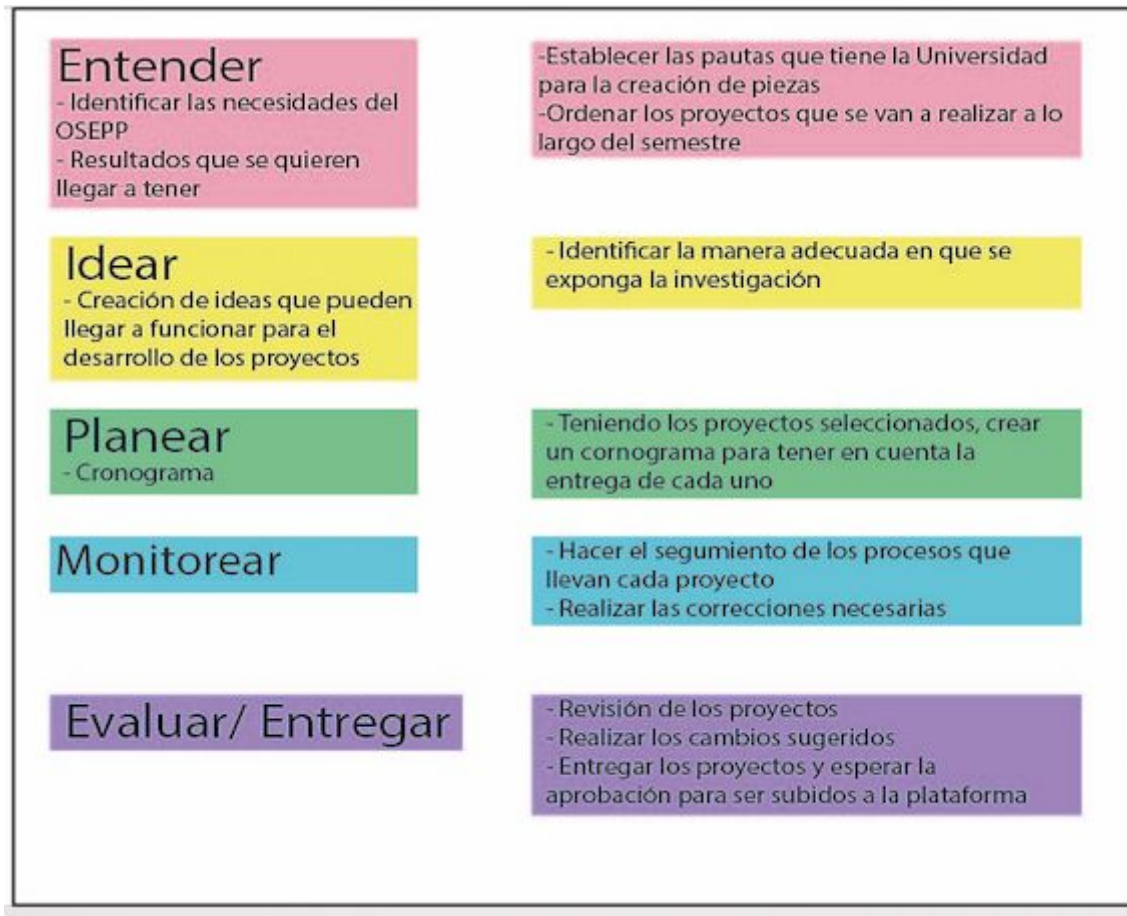 Entender
- Identificar las necesidades del
OSEPP
- Resultados que se quieren
llegar a tener
-Establecer las pautas que tiene la Universidad
para la creación de piezas
-Ordenar los proyectos que se van a realizar a lo
largo del semestre
Idear
- Creación de ideas que pueden
llegar a funcionar para el
desarrollo de los proyectos
- Identificar la manera adecuada en que se
exponga la investigación
Planear
- Cronograma
- Teniendo los proyectos seleccionados, crear
un cornograma para tener en cuenta la
entrega de cada uno
Monitorear
- Hacer el segumiento de los procesos que
llevan cada proyecto
- Realizar las correcciones necesarias
Evaluar/ Entregar
- Revisión de los proyectos
- Realizar los cambios sugeridos
- Entregar los proyectos y esperar la
aprobación para ser subidos a la plataforma